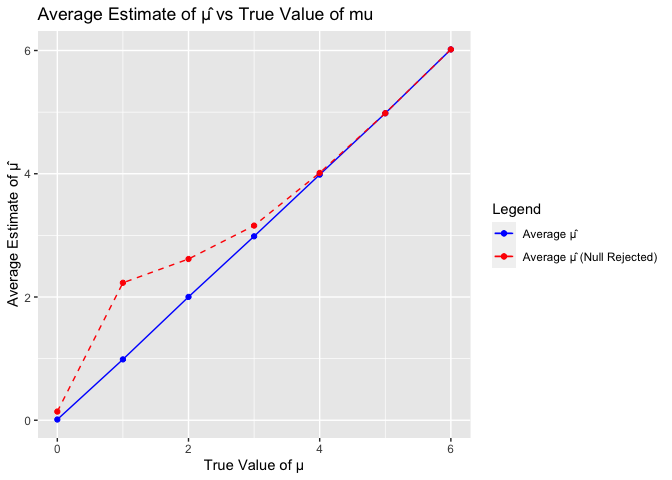 Average Estimate of μ̂ vs True Value of mu
Average Estimate of μ̂
6
4
2
0
0
2
4
6
True Value of μ
Legend
Average μ̂
Average μ̂ (Null Rejected)